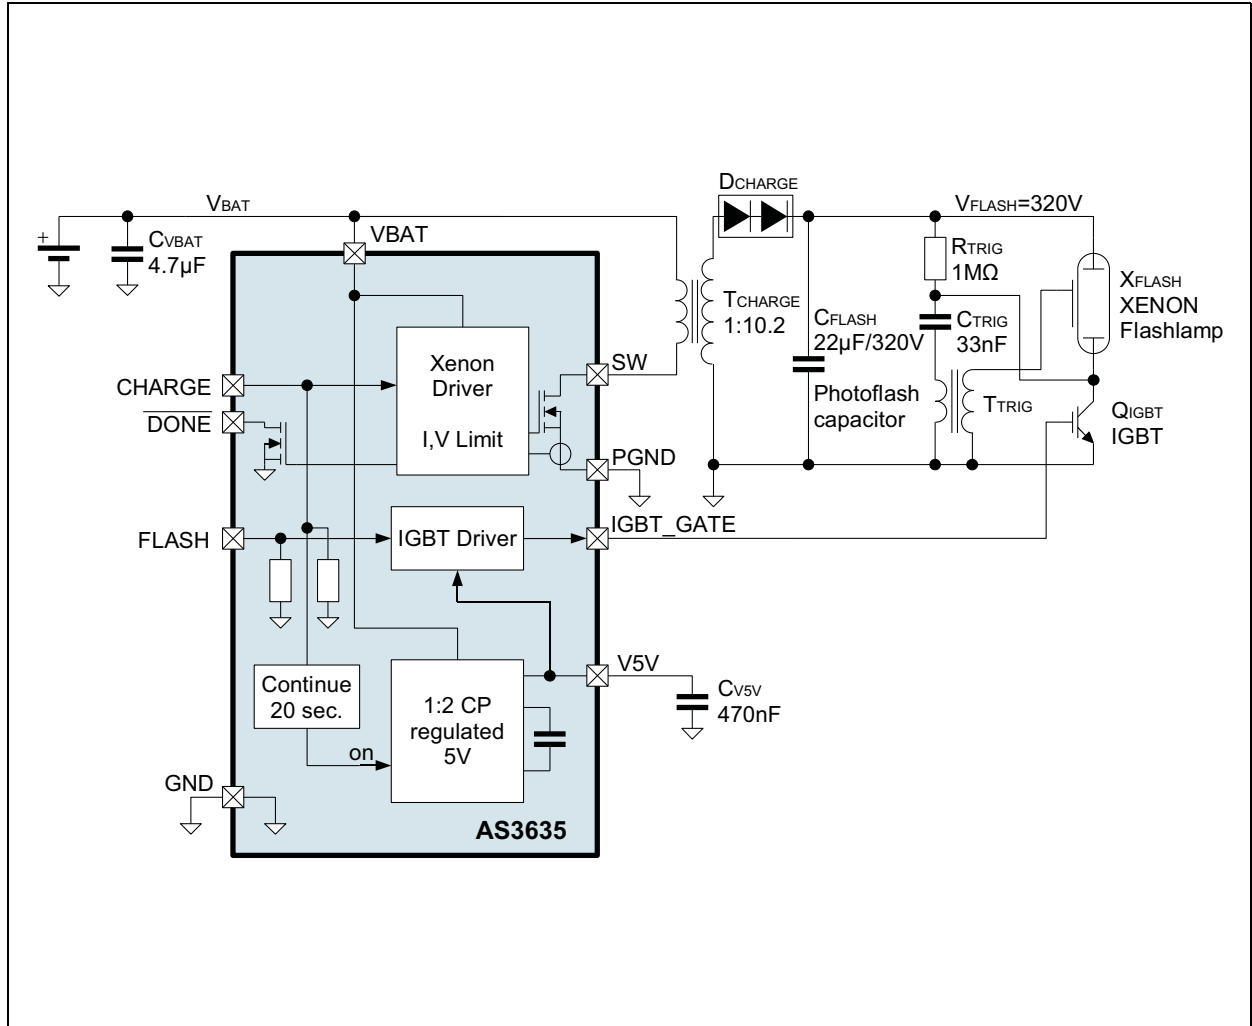 DCHARGE
VBAT
VFLASH=320V
+
CVBAT
4.7µF
VBAT
RTRIG
1MΩ
XFLASH
XENON
Flashlamp
TCHARGE
1:10.2
CFLASH
22µF/320V
CTRIG
33nF
Photoflash
capacitor
TTRIG
QIGBT
IGBT
Xenon
Driver
I,V Limit
SW
CHARGE
DONE
PGND
FLASH
IGBT Driver
IGBT_GATE
V5V
CV5V
470nF
Continue
20 sec.
1:2 CP
regulated
5V
on
GND
AS3635